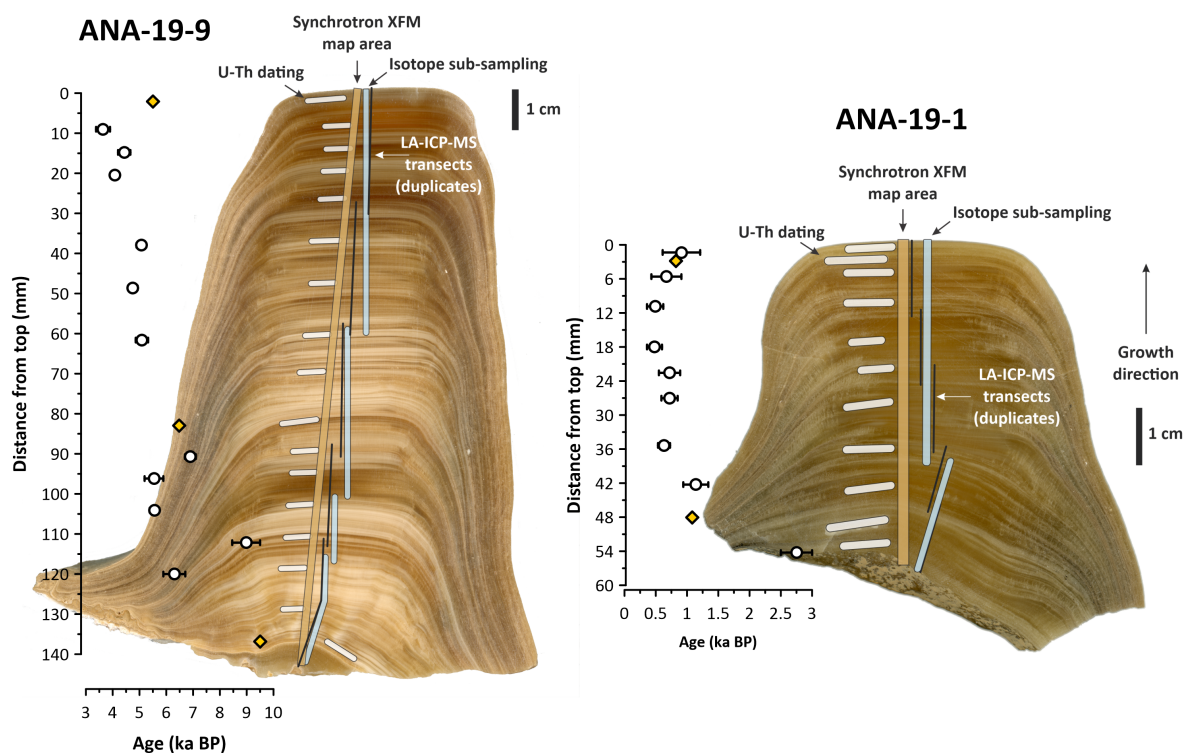 ANA-19-9
Synchrotron XFM
map area
U-Th dating
Isotope sub-sampling
1 cm
LA-ICP-MS
transects
(duplicates)
Distance from top (mm)
0
10
20
30
40
50
60
70
80
90
100
110
120
130
140
3 4 5 6 7 8 9 10
Age (ka BP)
ANA-19-1
Synchrotron XFM
map area
Isotope sub-sampling
U-Th dating
Growth
direction
LA-ICP-MS
transects
(duplicates)
1 cm
Distance from top (mm)
0
6
12
18
24
30
36
42
48
54
60
0 0.5 1 1.5 2 2.5 3
Age (ka BP)